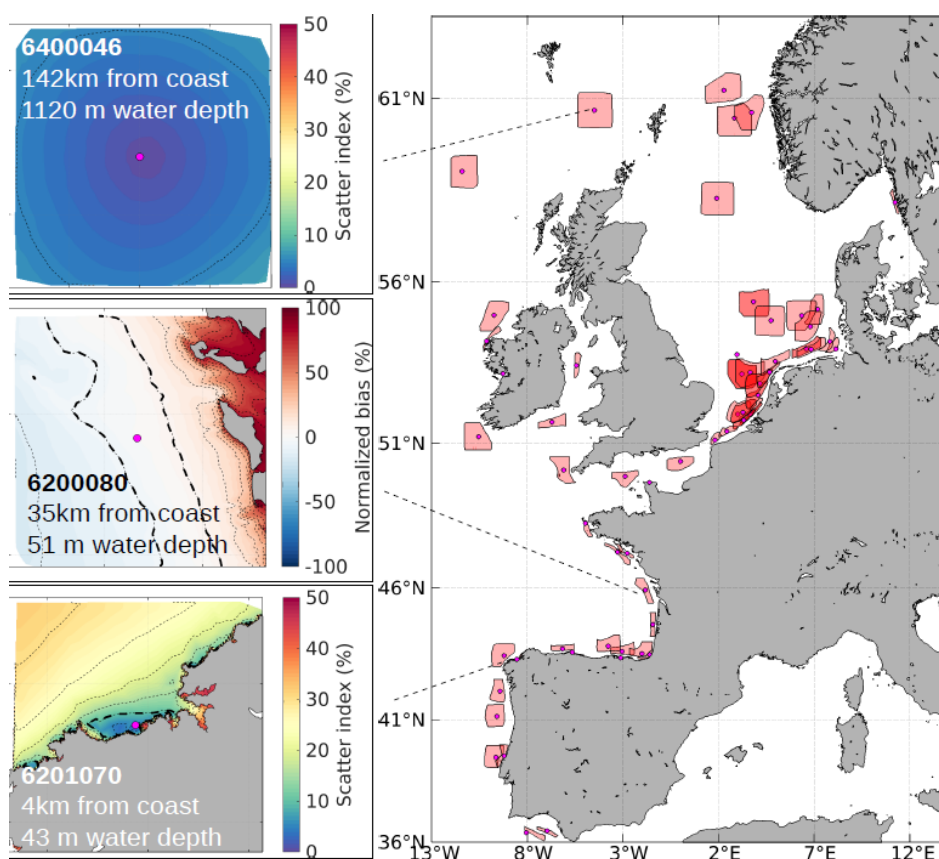 6400046
142km from coast
1120 m water depth
50
40
30
20
10
0
Scatter index (%)
6200080
35km from coast
51 m water depth
100
50
0
-50
-100
Normalized bias (%)
6201070
4km from coast
43 m water depth
50
40
30
20
10
0
Scatter index (%)
61°N
56°N
51°N
46°N
41°N
36°N
13°W
8°W
3°W
2°E
7°E
12°E